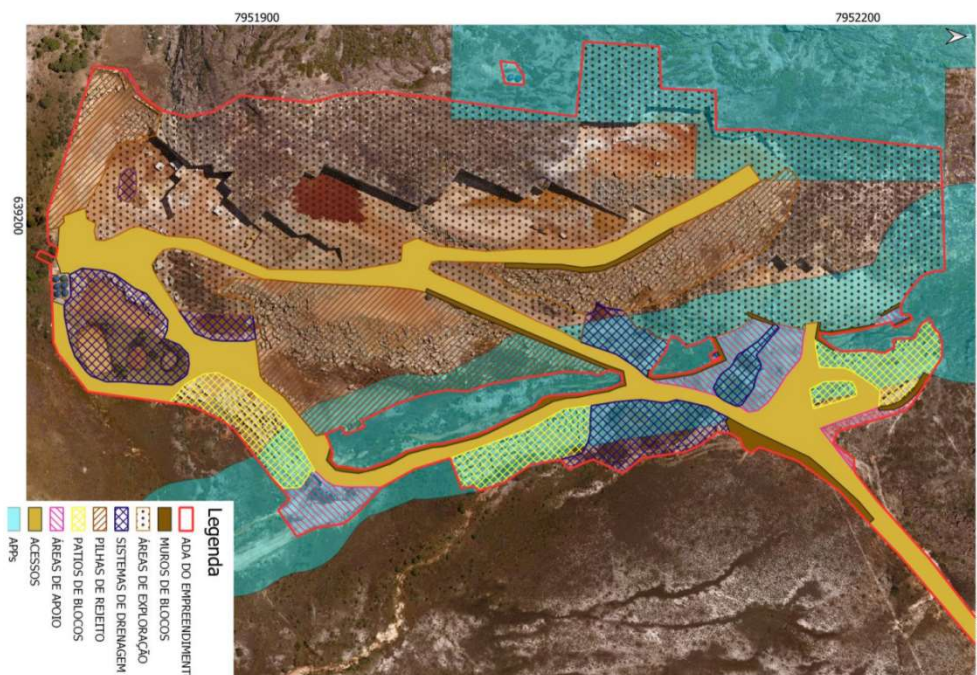 7951900
7952200
639200
Legenda
ADA DO EMPREENDIMENT
MUROS DE BLOCOS
ÁREAS DE EXPLORAÇÃO
SISTEMAS DE DRENAGEM
PILHAS DE REJEITO
PATIOS DE BLOCOS
ÁREAS DE APOIO
ACESSOS
APPs